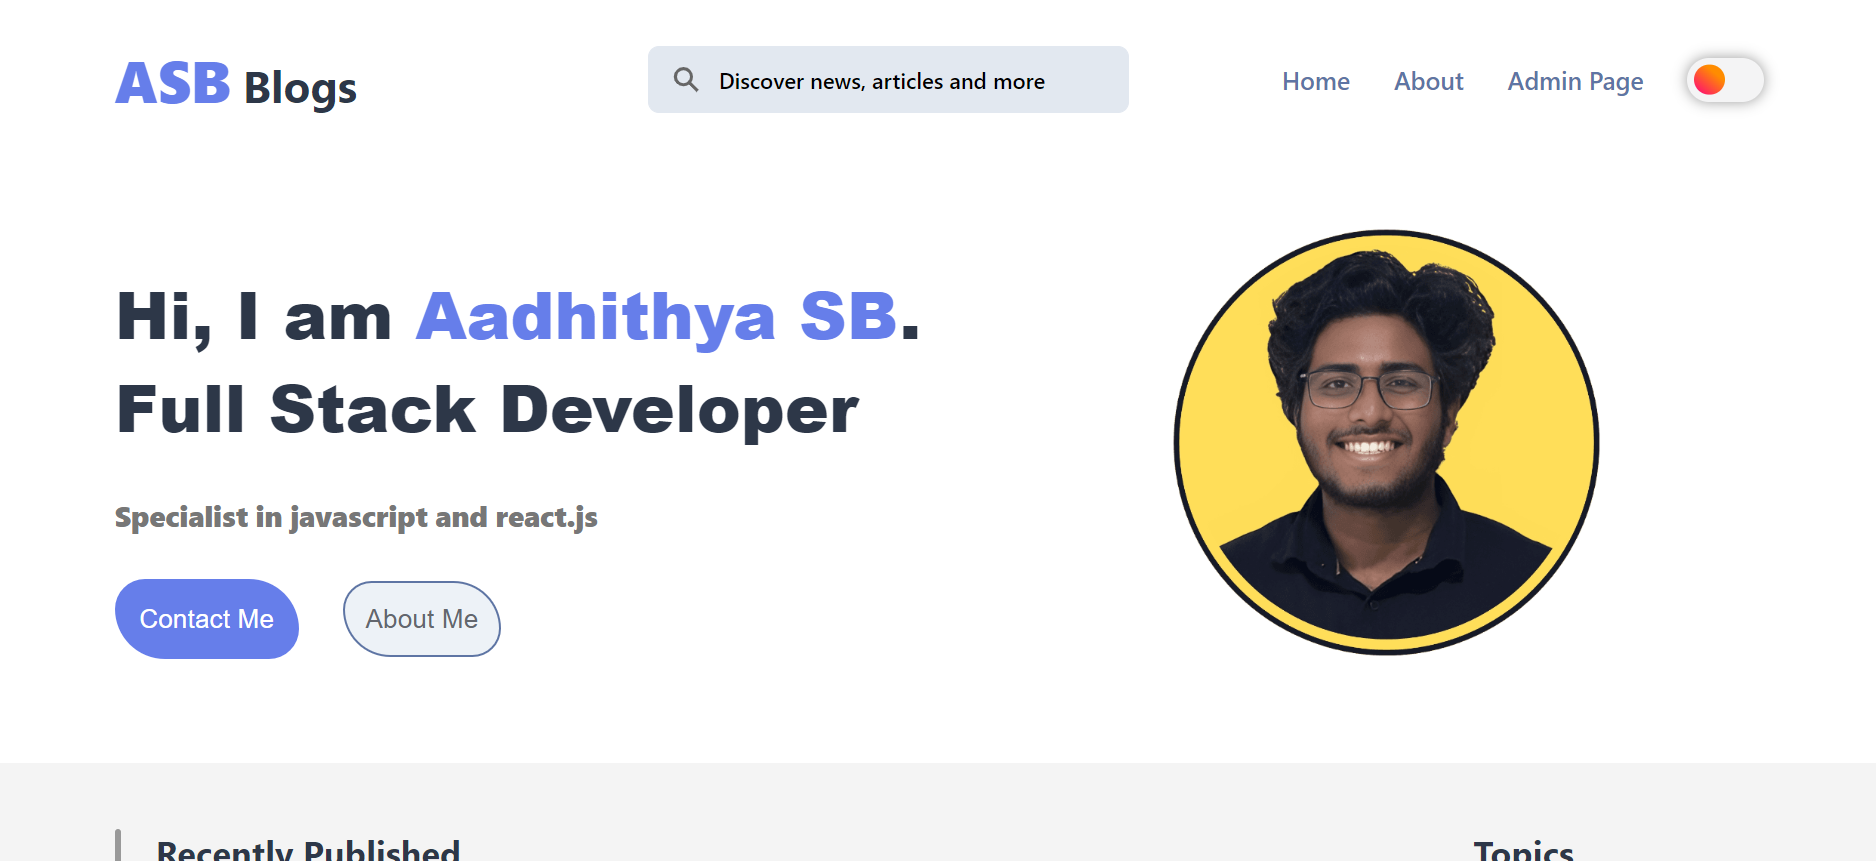 ASB Blogs
Discover news, articles and more
Home
About
Admin Page
Hi, I am Aadhithya SB.
Full Stack Developer
Specialist in javascript and react.js
Contact Me
About Me
Recently Published
Topics